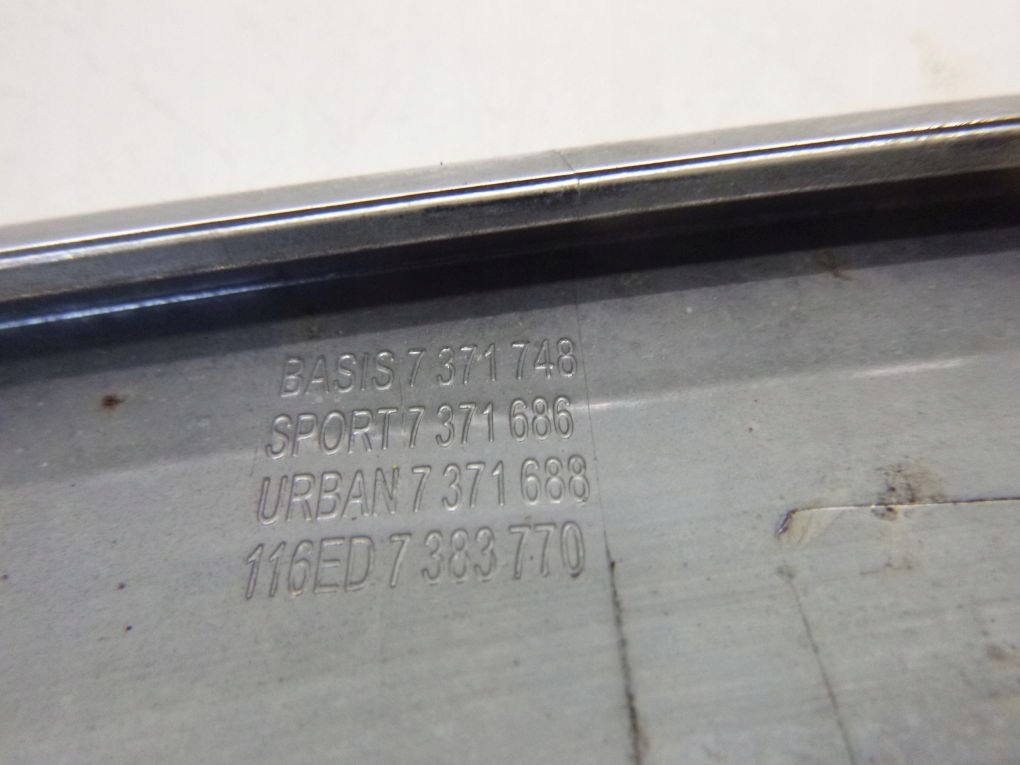 BASIS 7 371 748
SPORT 7 371 686
URBAN 7 371 688
116ED 7 383 770